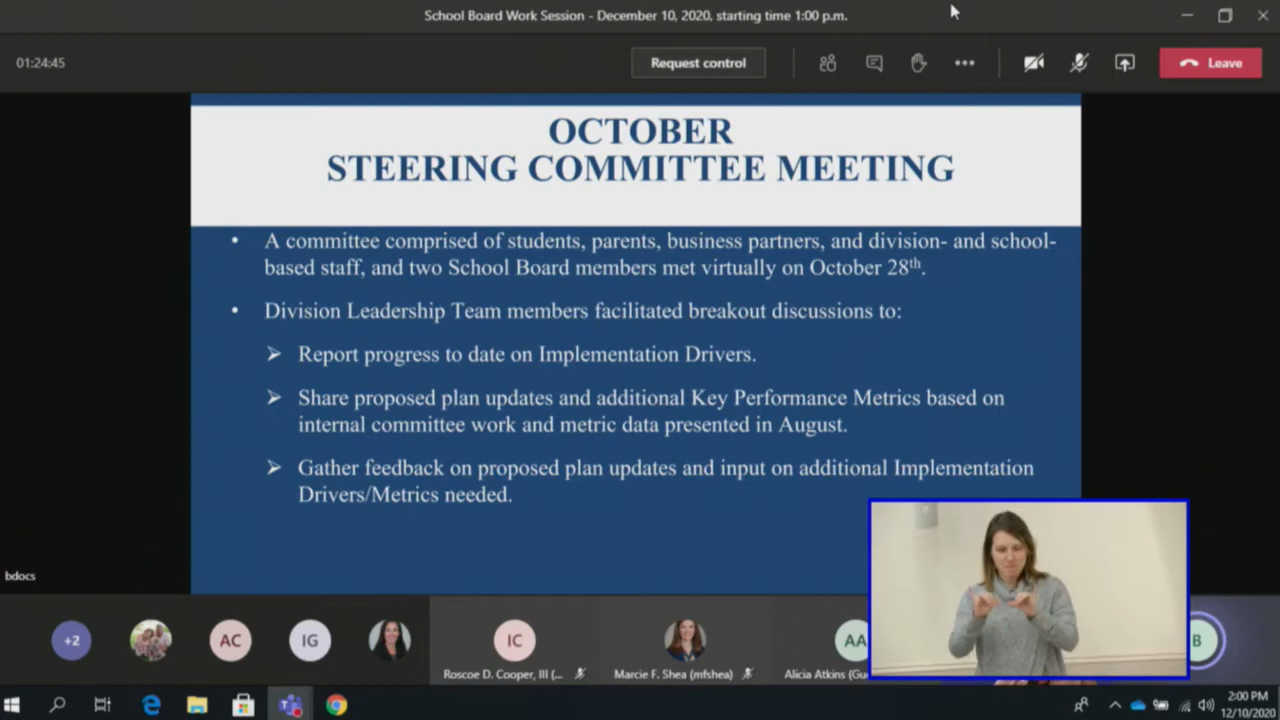 School Board Work Session - December 10, 2020, starting time 1:00 p.m.
01:24:45
Request control
Leave
OCTOBER
STEERING COMMITTEE MEETING
• A committee comprised of students, parents, business partners, and division- and school-
based staff, and two School Board members met virtually on October 28th.
• Division Leadership Team members facilitated breakout discussions to:
➢ Report progress to date on Implementation Drivers.
➢ Share proposed plan updates and additional Key Performance Metrics based on
internal committee work and metric data presented in August.
➢ Gather feedback on proposed plan updates and input on additional Implementation
Drivers/Metrics needed.
bdocs
+2
AC
IG
IC
AA
B
Roscoe D. Cooper, III (...
Marcie F. Shea (mfshea)
Alicia Atkins (Gu
2:00 PM
12/10/2020